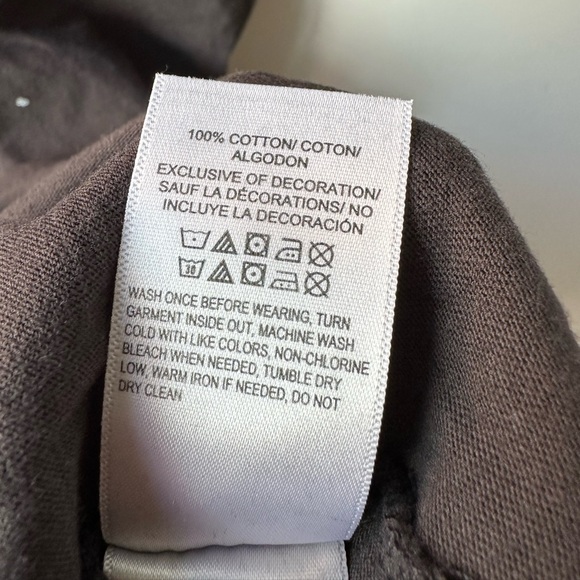 100% COTTON/ COTON/
ALGODON
EXCLUSIVE OF DECORATION/
SAUF LA DÉCORATIONS/ NO
INCLUYE LA DECORACIÓN
30
WASH ONCE BEFORE WEARING, TURN
GARMENT INSIDE OUT, MACHINE WASH
COLD WITH LIKE COLORS, NON-CHLORINE
BLEACH WHEN NEEDED, TUMBLE DRY
LOW, WARM IRON IF NEEDED, DO NOT
DRY CLEAN